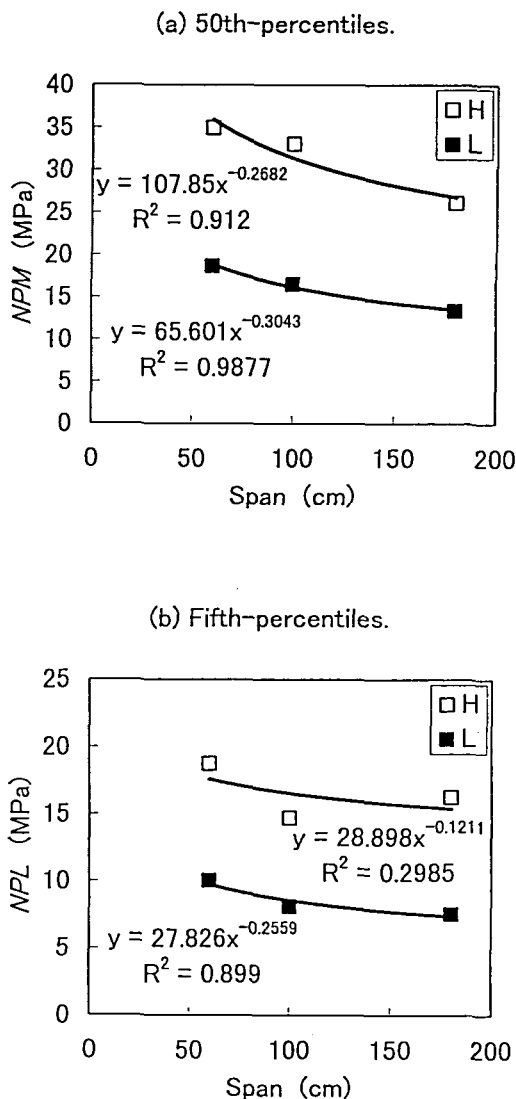 (a) 50th-percentiles.
40
35
30
25
20
15
10
5
0
NPM (MPa)
□ H
■ L
y = 107.85x^−0.2682
R² = 0.912
y = 65.601x^−0.3043
R² = 0.9877
0 50 100 150 200
Span (cm)
(b) Fifth-percentiles.
25
20
15
10
5
0
NPL (MPa)
□ H
■ L
y = 28.898x^−0.1211
R² = 0.2985
y = 27.826x^−0.2559
R² = 0.899
0 50 100 150 200
Span (cm)